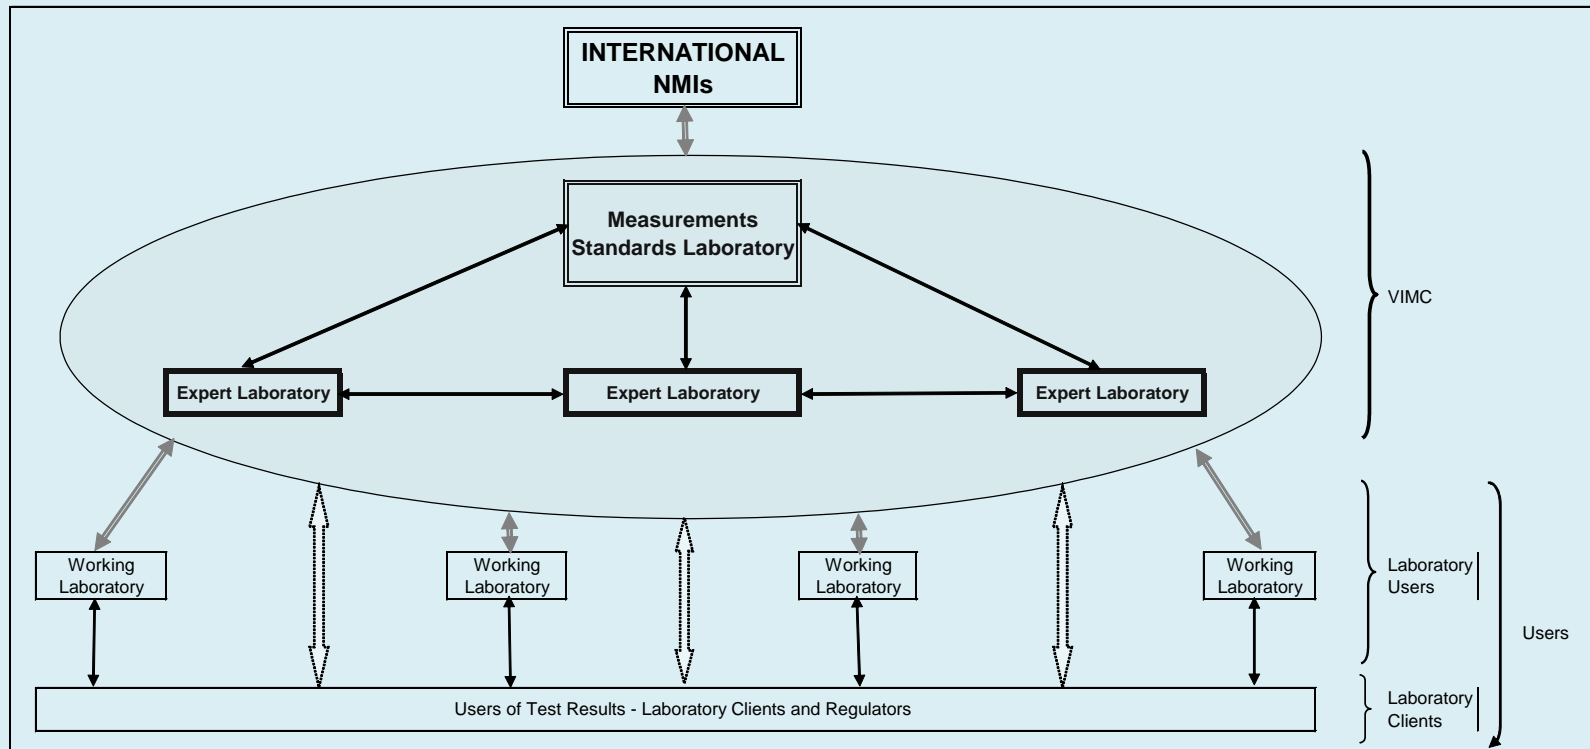 INTERNATIONAL
NMIs
Measurements
Standards Laboratory
VIMC
Expert Laboratory
Expert Laboratory
Expert Laboratory
Working
Laboratory
Working
Laboratory
Working
Laboratory
Working
Laboratory
Laboratory
Users
Users
Users of Test Results - Laboratory Clients and Regulators
Laboratory
Clients